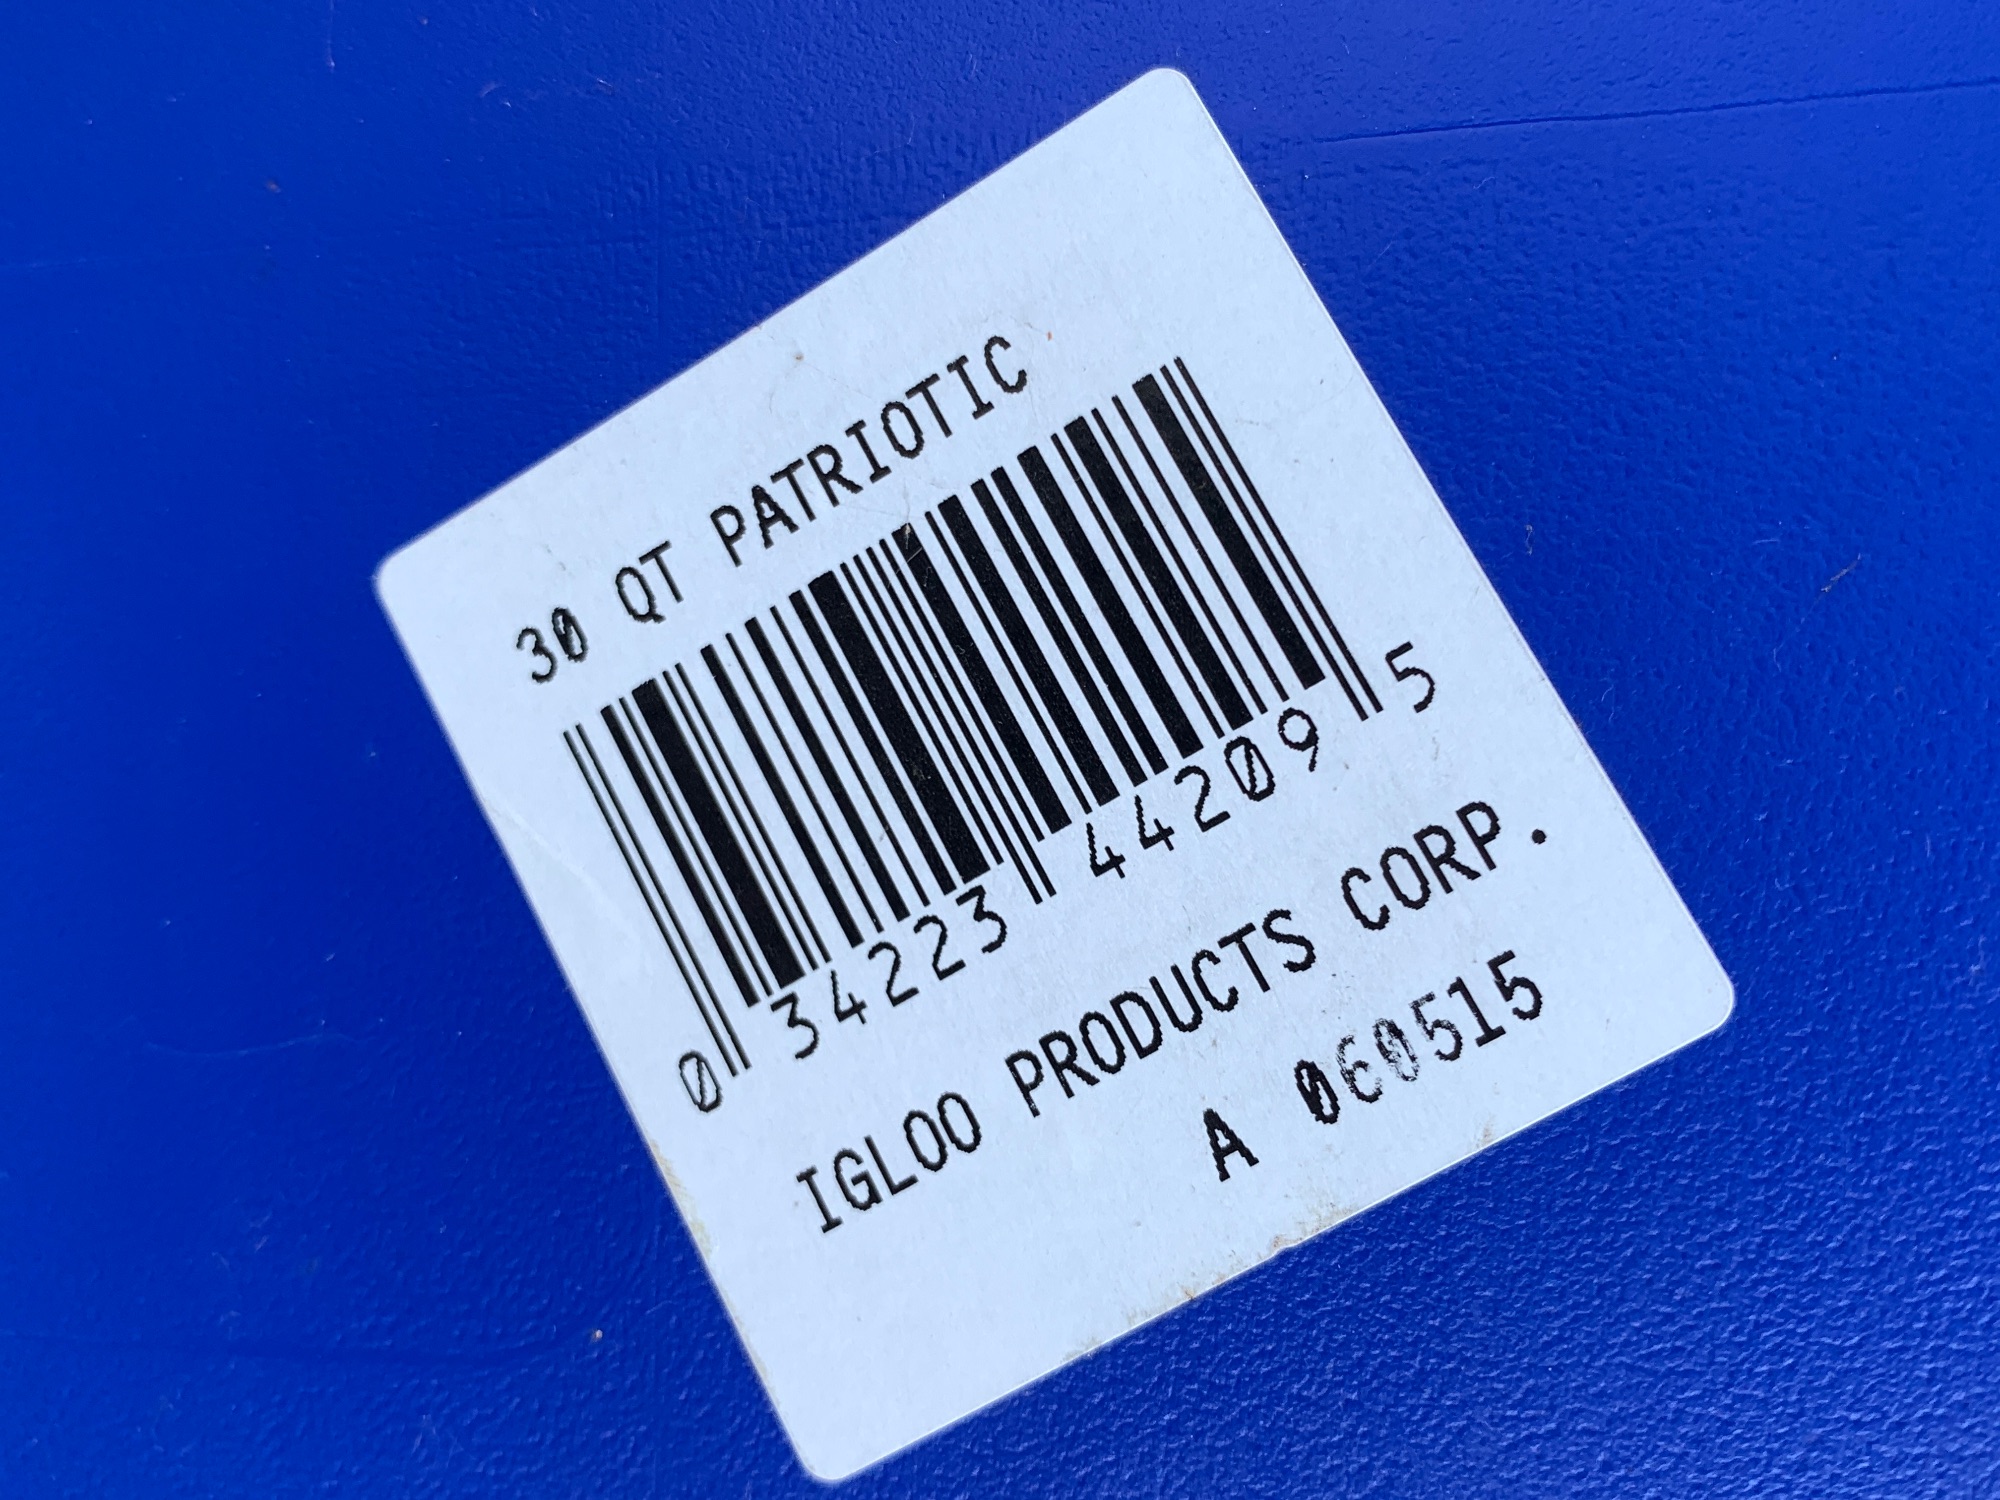 30 QT PATRIOTIC
0 34223 44209 5
IGLOO PRODUCTS CORP.
A 060515